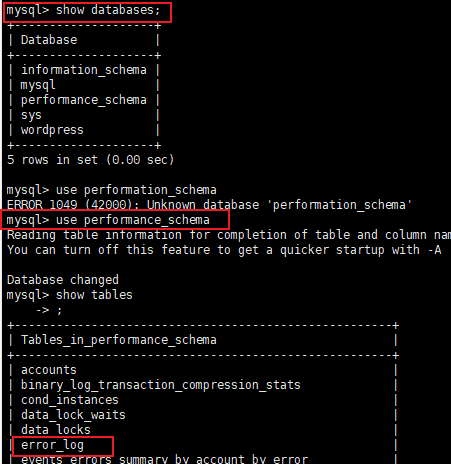 mysql> show databases;
+--------------------+
| Database           |
+--------------------+
| information_schema |
| mysql              |
| performance_schema |
| sys                |
| wordpress          |
+--------------------+
5 rows in set (0.00 sec)
mysql> use performation_schema
ERROR 1049 (42000): Unknown database 'performation_schema'
mysql> use performance_schema
Reading table information for completion of table and column
You can turn off this feature to get a quicker startup with -A
Database changed
mysql> show tables
    -> ;
+------------------------------------------------------+
| Tables_in_performance_schema                         |
+------------------------------------------------------+
| accounts                                             |
| binary_log_transaction_compression_stats             |
| cond_instances                                       |
| data_lock_waits                                      |
| data_locks                                           |
| error_log                                            |
| events_errors_summary_by_account_by_error            |